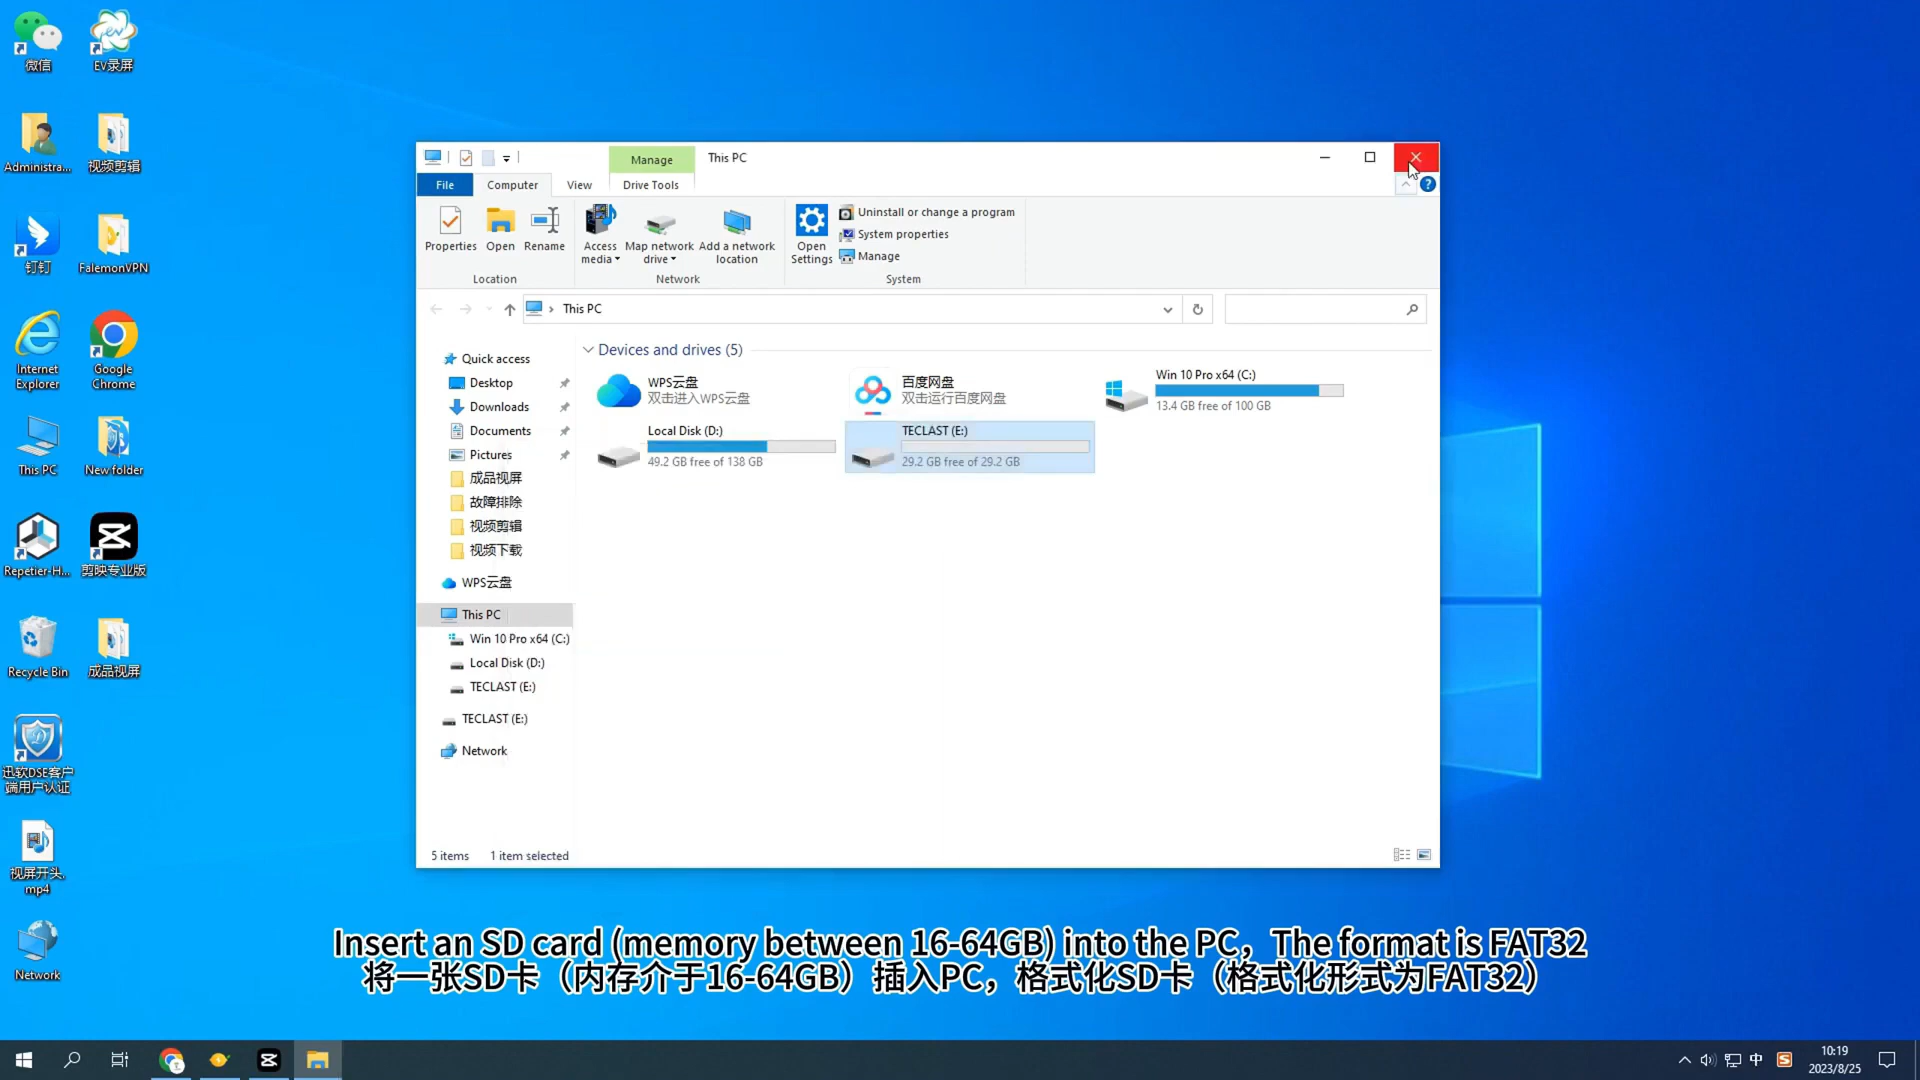 微信
EV录屏
Administra...
视频剪辑
钉钉
FalemonVPN
Internet
Explorer
Google
Chrome
This PC
New folder
Repetier-H...
剪映专业版
Recycle Bin
成品视屏
迅软DSE客户
端用户认证
视屏开头.
mp4
Network
Manage
This PC
File
Computer
View
Drive Tools
Properties
Open
Rename
Access
media
Map network
drive
Add a network
location
Open
Settings
Uninstall or change a program
System properties
Manage
Location
Network
System
This PC
Quick access
Desktop
Downloads
Documents
Pictures
成品视屏
故障排除
视频剪辑
视频下载
WPS云盘
This PC
Win 10 Pro x64 (C:)
Local Disk (D:)
TECLAST (E:)
TECLAST (E:)
Network
Devices and drives (5)
WPS云盘
双击进入WPS云盘
百度网盘
双击运行百度网盘
Win 10 Pro x64 (C:)
13.4 GB free of 100 GB
Local Disk (D:)
49.2 GB free of 138 GB
TECLAST (E:)
29.2 GB free of 29.2 GB
5 items
1 item selected
Insert an SD card (memory between 16-64GB) into the PC，The format is FAT32
将一张SD卡（内存介于16-64GB）插入PC，格式化SD卡（格式化形式为FAT32）
中
10:19
2023/8/25